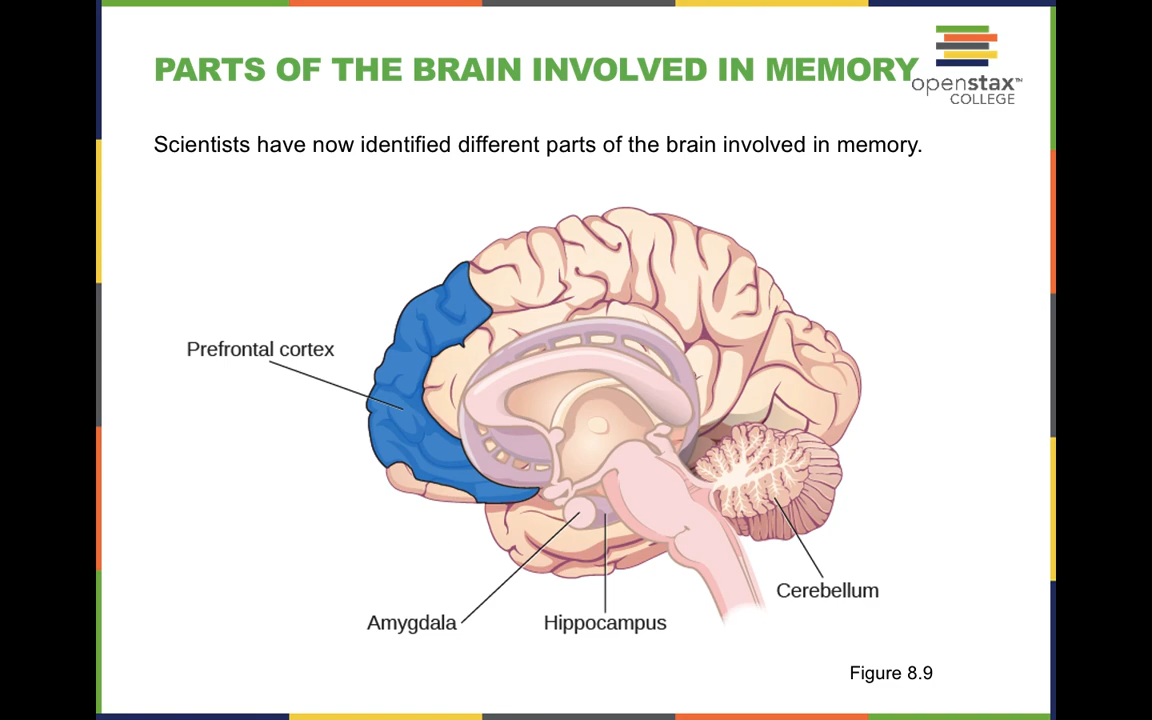 PARTS OF THE BRAIN INVOLVED IN MEMORY
openstax™
COLLEGE
Scientists have now identified different parts of the brain involved in memory.
Prefrontal cortex
Cerebellum
Amygdala
Hippocampus
Figure 8.9